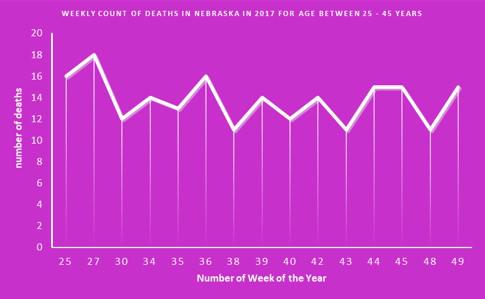 WEEKLY COUNT OF DEATHS IN NEBRASKA IN 2017 FOR AGE BETWEEN 25 - 45 YEARS
number of deaths
20
18
16
14
12
10
8
6
4
2
0
25 27 30 34 35 36 38 39 40 42 43 44 45 48 49
Number of Week of the Year